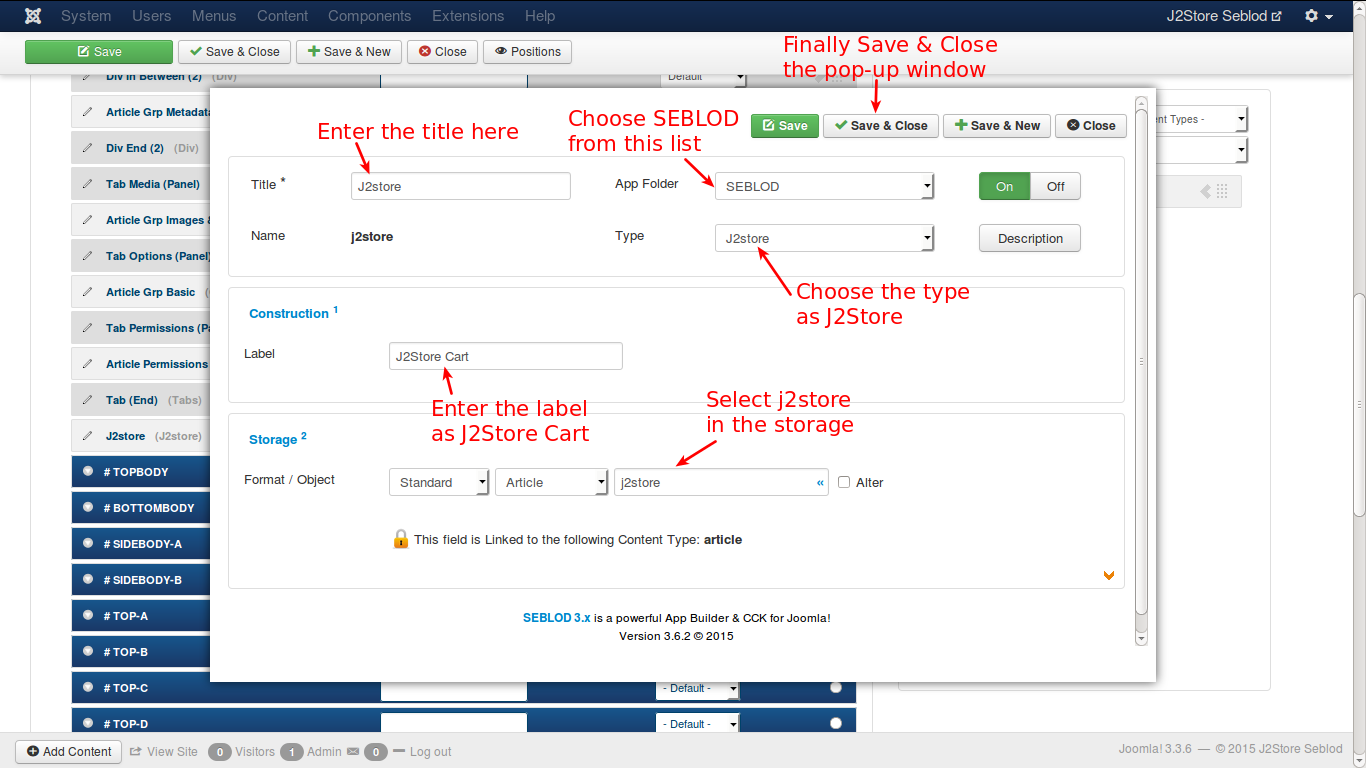 System Users Menus Content Components Extensions Help J2Store Seblod
Save Save & Close Save & New Close Positions
Finally Save & Close
the pop-up window
Div In Between (2) (Div) Default
Article Grp Metadata
Div End (2) (Div)
Tab Media (Panel)
Article Grp Images &
Tab Options (Panel)
Article Grp Basic
Tab Permissions (Pa
Article Permissions
Tab (End) (Tabs)
J2store (J2store)
# TOPBODY
# BOTTOMBODY
# SIDEBODY-A
# SIDEBODY-B
# TOP-A
# TOP-B
# TOP-C - Default -
# TOP-D - Default -
ent Types -
Enter the title here
Choose SEBLOD
from this list
Save Save & Close Save & New Close
Title * J2store App Folder SEBLOD On Off
Name j2store Type J2store Description
Choose the type
as J2Store
Construction 1
Label J2Store Cart
Enter the label
as J2Store Cart
Select j2store
in the storage
Storage 2
Format / Object Standard Article j2store « Alter
This field is Linked to the following Content Type: article
SEBLOD 3.x is a powerful App Builder & CCK for Joomla!
Version 3.6.2 © 2015
Add Content View Site 0 Visitors 1 Admin 0 Log out Joomla! 3.3.6 — © 2015 J2Store Seblod